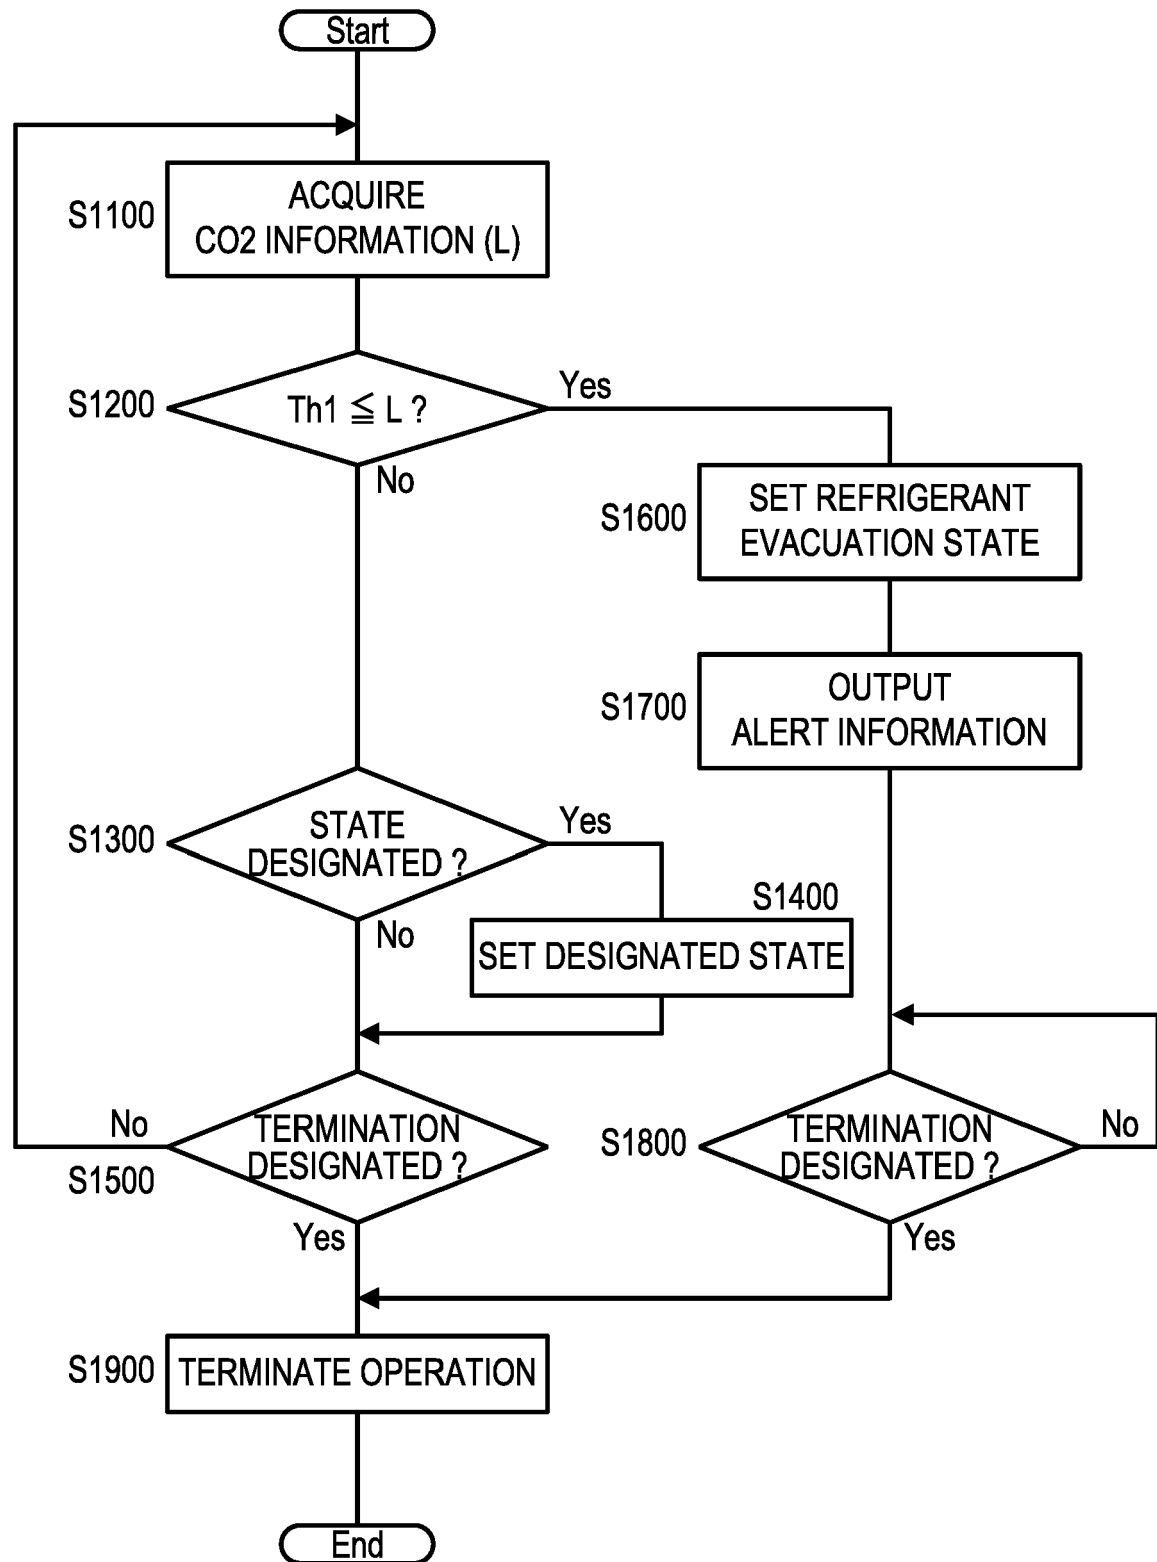 Start
S1100
ACQUIRE
CO2 INFORMATION (L)
S1200
Th1 ≦ L ?
Yes
No
S1600
SET REFRIGERANT
EVACUATION STATE
S1700
OUTPUT
ALERT INFORMATION
S1300
STATE
DESIGNATED ?
Yes
No
S1400
SET DESIGNATED STATE
No
S1500
TERMINATION
DESIGNATED ?
Yes
S1800
TERMINATION
DESIGNATED ?
No
Yes
S1900
TERMINATE OPERATION
End